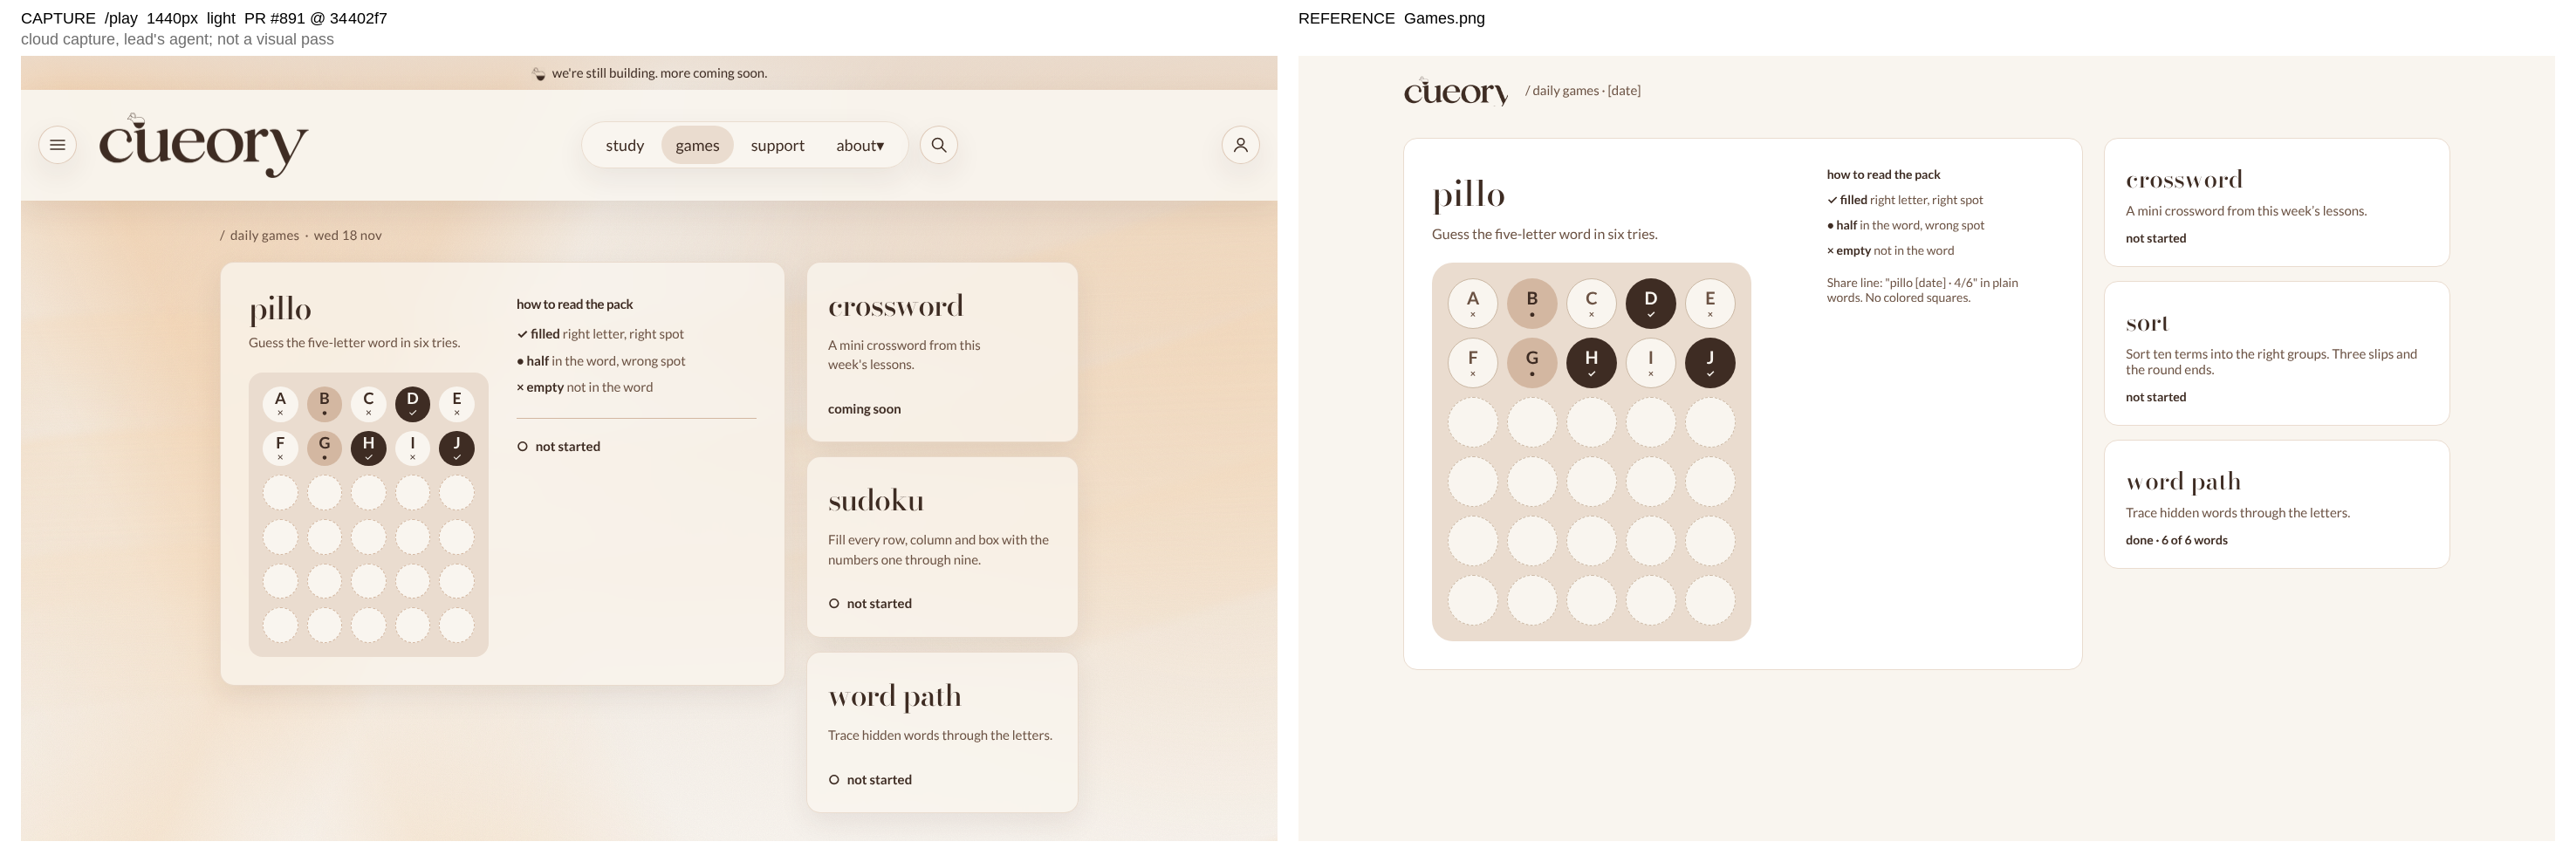 CAPTURE /play 1440px light PR #891 @ 34402f7
cloud capture, lead's agent; not a visual pass
we're still building. more coming soon.
cueory
study games support about▾
/ daily games · wed 18 nov
pillo
Guess the five-letter word in six tries.
A × B • C × D ✓ E ×
F × G • H ✓ I × J ✓
how to read the pack
✓ filled right letter, right spot
• half in the word, wrong spot
× empty not in the word
not started
crossword
A mini crossword from this
week's lessons.
coming soon
sudoku
Fill every row, column and box with the
numbers one through nine.
not started
word path
Trace hidden words through the letters.
not started
REFERENCE Games.png
cueory / daily games · [date]
pillo
Guess the five-letter word in six tries.
A × B • C × D ✓ E ×
F × G • H ✓ I × J ✓
how to read the pack
✓ filled right letter, right spot
• half in the word, wrong spot
× empty not in the word
Share line: "pillo [date] · 4/6" in plain
words. No colored squares.
crossword
A mini crossword from this week's lessons.
not started
sort
Sort ten terms into the right groups. Three slips and
the round ends.
not started
word path
Trace hidden words through the letters.
done · 6 of 6 words